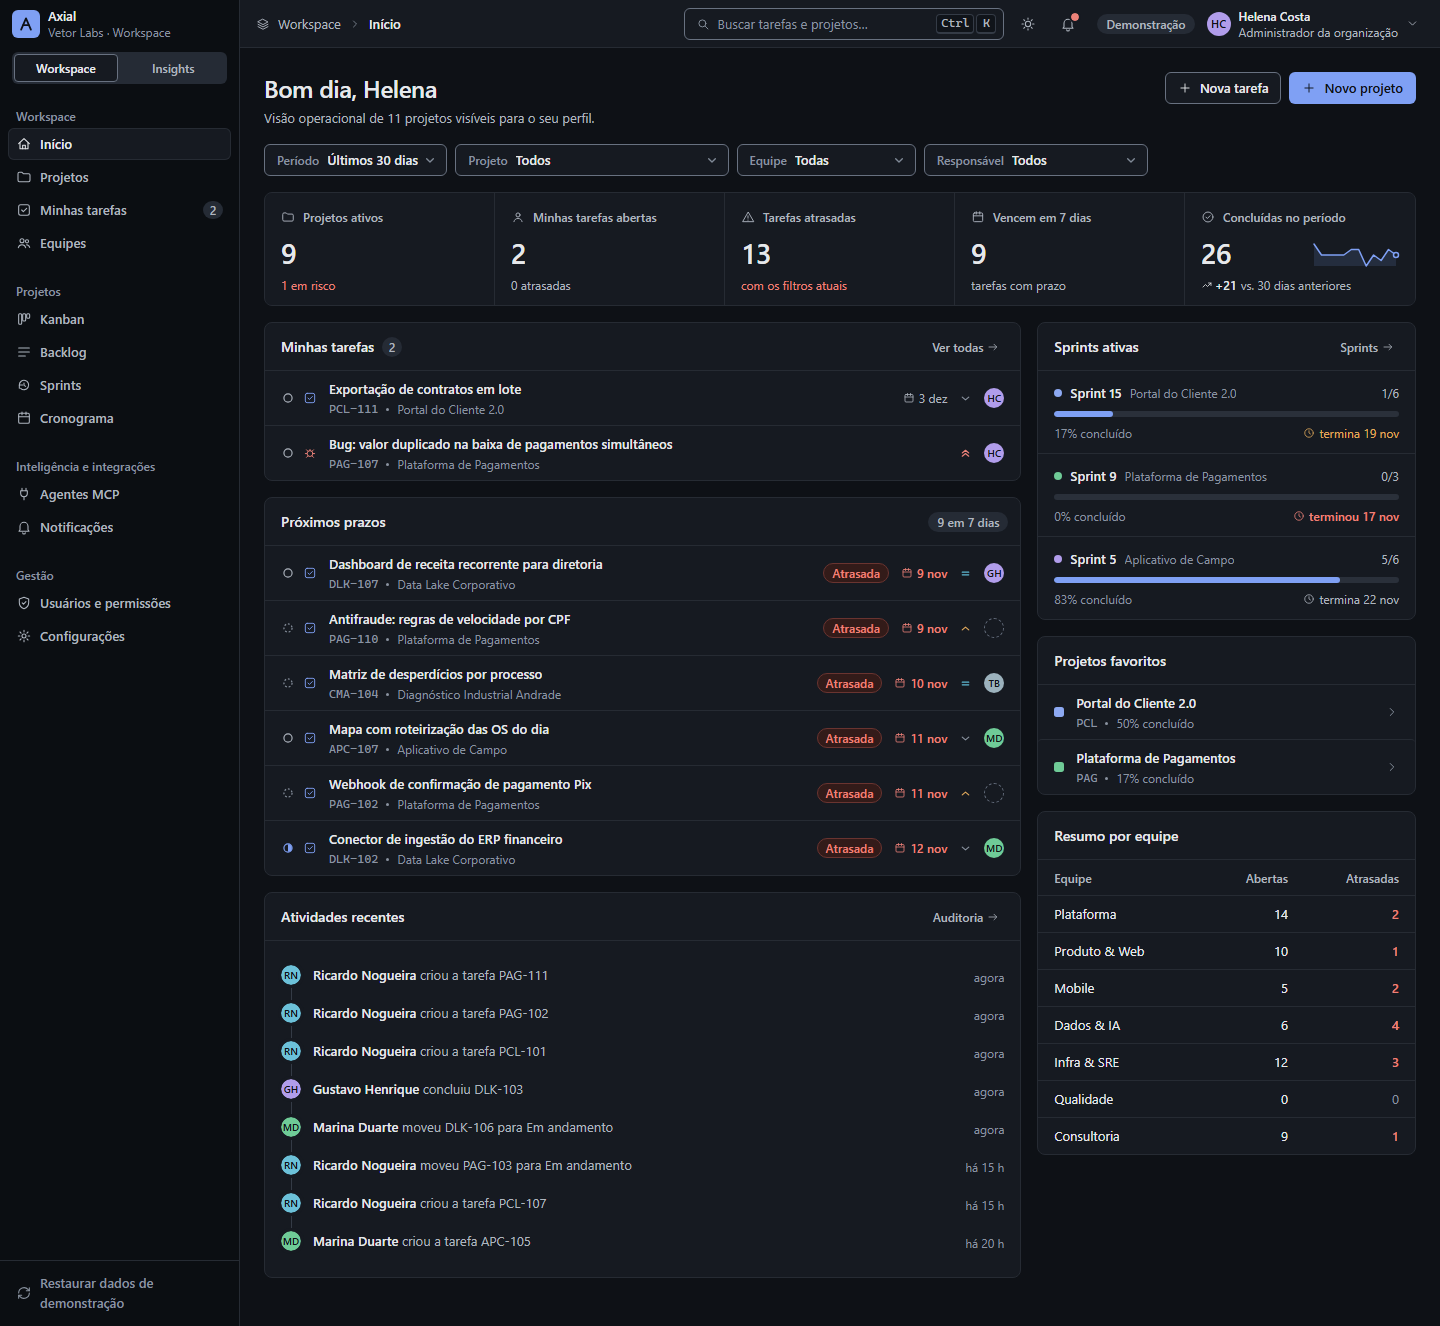 Axial
Vetor Labs · Workspace
Workspace
Insights
Workspace
Início
Projetos
Minhas tarefas 2
Equipes
Projetos
Kanban
Backlog
Sprints
Cronograma
Inteligência e integrações
Agentes MCP
Notificações
Gestão
Usuários e permissões
Configurações
Restaurar dados de
demonstração
Workspace > Início
Buscar tarefas e projetos... Ctrl K
Demonstração
HC
Helena Costa
Administrador da organização
Bom dia, Helena
Visão operacional de 11 projetos visíveis para o seu perfil.
+ Nova tarefa
+ Novo projeto
Período Últimos 30 dias
Projeto Todos
Equipe Todas
Responsável Todos
Projetos ativos
9
1 em risco
Minhas tarefas abertas
2
0 atrasadas
Tarefas atrasadas
13
com os filtros atuais
Vencem em 7 dias
9
tarefas com prazo
Concluídas no período
26
+21 vs. 30 dias anteriores
Minhas tarefas 2
Ver todas →
Exportação de contratos em lote
PCL-111 • Portal do Cliente 2.0
3 dez
HC
Bug: valor duplicado na baixa de pagamentos simultâneos
PAG-107 • Plataforma de Pagamentos
HC
Próximos prazos
9 em 7 dias
Dashboard de receita recorrente para diretoria
DLK-107 • Data Lake Corporativo
Atrasada 9 nov GH
Antifraude: regras de velocidade por CPF
PAG-110 • Plataforma de Pagamentos
Atrasada 9 nov
Matriz de desperdícios por processo
CMA-104 • Diagnóstico Industrial Andrade
Atrasada 10 nov TB
Mapa com roteirização das OS do dia
APC-107 • Aplicativo de Campo
Atrasada 11 nov MD
Webhook de confirmação de pagamento Pix
PAG-102 • Plataforma de Pagamentos
Atrasada 11 nov
Conector de ingestão do ERP financeiro
DLK-102 • Data Lake Corporativo
Atrasada 12 nov MD
Atividades recentes
Auditoria →
RN Ricardo Nogueira criou a tarefa PAG-111 agora
RN Ricardo Nogueira criou a tarefa PAG-102 agora
RN Ricardo Nogueira criou a tarefa PCL-101 agora
GH Gustavo Henrique concluiu DLK-103 agora
MD Marina Duarte moveu DLK-106 para Em andamento agora
RN Ricardo Nogueira moveu PAG-103 para Em andamento há 15 h
RN Ricardo Nogueira criou a tarefa PCL-107 há 15 h
MD Marina Duarte criou a tarefa APC-105 há 20 h
Sprints ativas
Sprints →
Sprint 15 Portal do Cliente 2.0 1/6
17% concluído termina 19 nov
Sprint 9 Plataforma de Pagamentos 0/3
0% concluído terminou 17 nov
Sprint 5 Aplicativo de Campo 5/6
83% concluído termina 22 nov
Projetos favoritos
Portal do Cliente 2.0
PCL • 50% concluído
Plataforma de Pagamentos
PAG • 17% concluído
Resumo por equipe
Equipe Abertas Atrasadas
Plataforma 14 2
Produto & Web 10 1
Mobile 5 2
Dados & IA 6 4
Infra & SRE 12 3
Qualidade 0 0
Consultoria 9 1